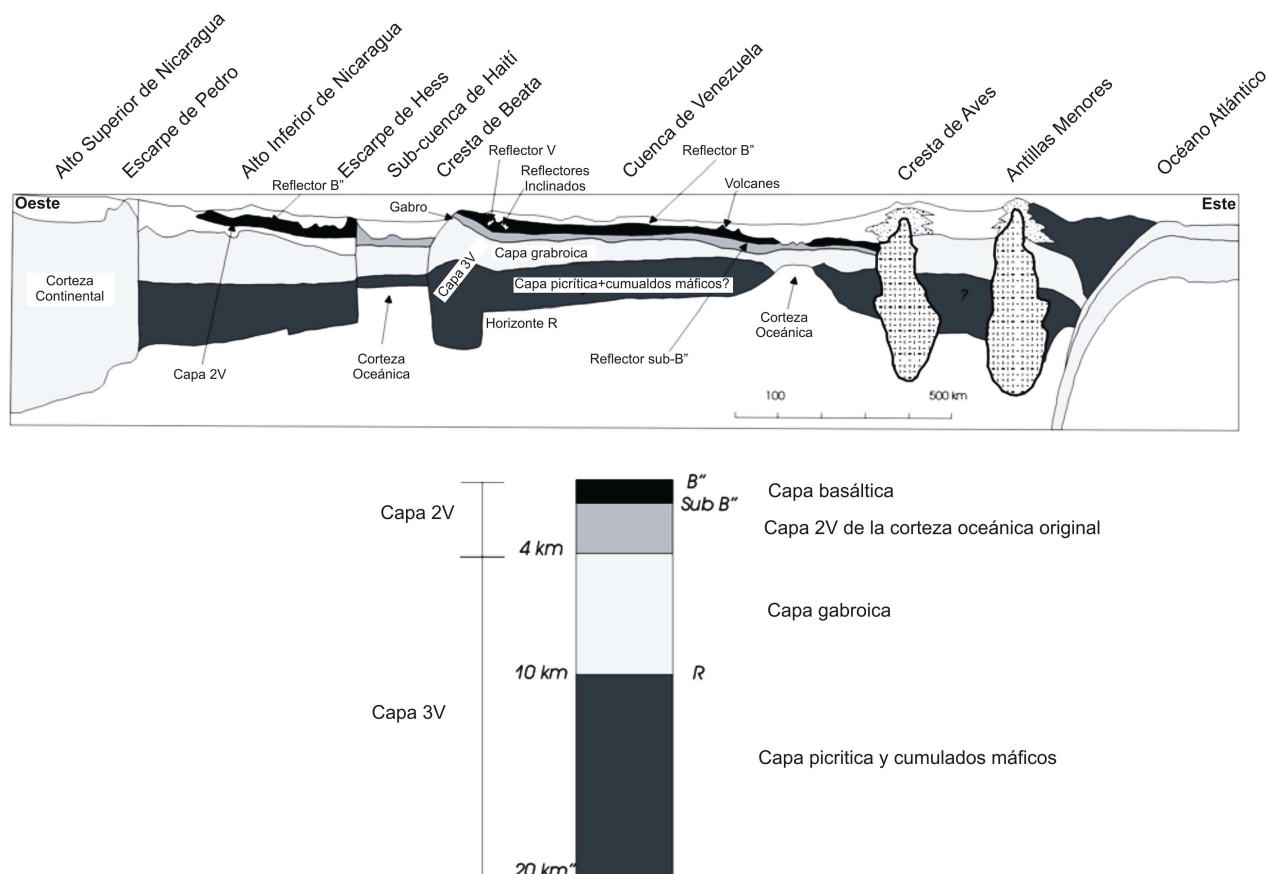 Alto Superior de Nicaragua
Escarpe de Pedro
Alto Inferior de Nicaragua
Escarpe de Hess
Sub-cuenca de Haití
Cresta de Beata
Cuenca de Venezuela
Cresta de Aves
Antillas Menores
Océano Atlántico
Reflector B”
Reflector V
Reflectores
Inclinados
Reflector B”
Volcanes
Oeste
Este
Gabro
Corteza
Continental
Capa 3V
Capa grabroica
Capa picrítica+cumualdos máficos?
?
Horizonte R
Corteza
Oceánica
Capa 2V
Corteza
Oceánica
Reflector sub-B”
100
500 km
B”
Capa basáltica
Sub B”
Capa 2V
Capa 2V de la corteza oceánica original
4 km
Capa gabroica
10 km
R
Capa 3V
Capa picritica y cumulados máficos
20 km”